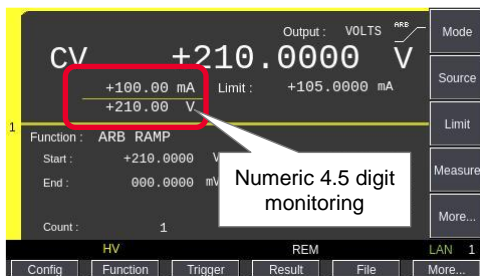 Output : VOLTS ARB
CV +210.0000 V
+100.00 mA Limit : +105.0000 mA
+210.00 V
1
Function : ARB RAMP
Start : +210.0000 V
End : 000.0000 mV
Count : 1
Numeric 4.5 digit
monitoring
Mode
Source
Limit
Measure
More...
HV REM LAN 1
Config Function Trigger Result File More...